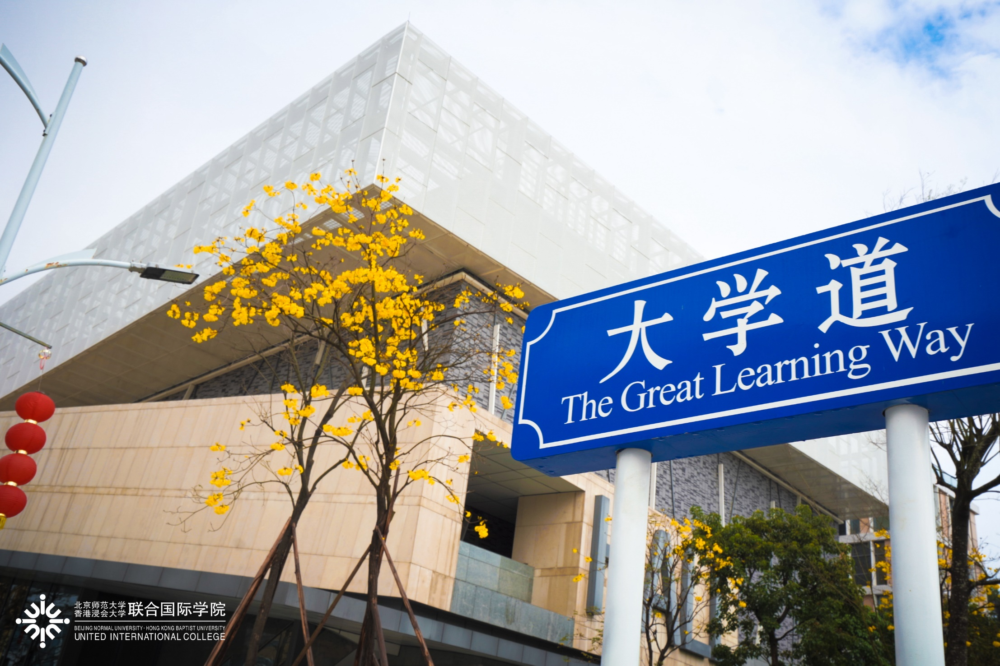 大学道
The Great Learning Way
北京师范大学
香港浸会大学
联合国际学院
BEIJING NORMAL UNIVERSITY·HONG KONG BAPTIST UNIVERSITY
UNITED INTERNATIONAL COLLEGE